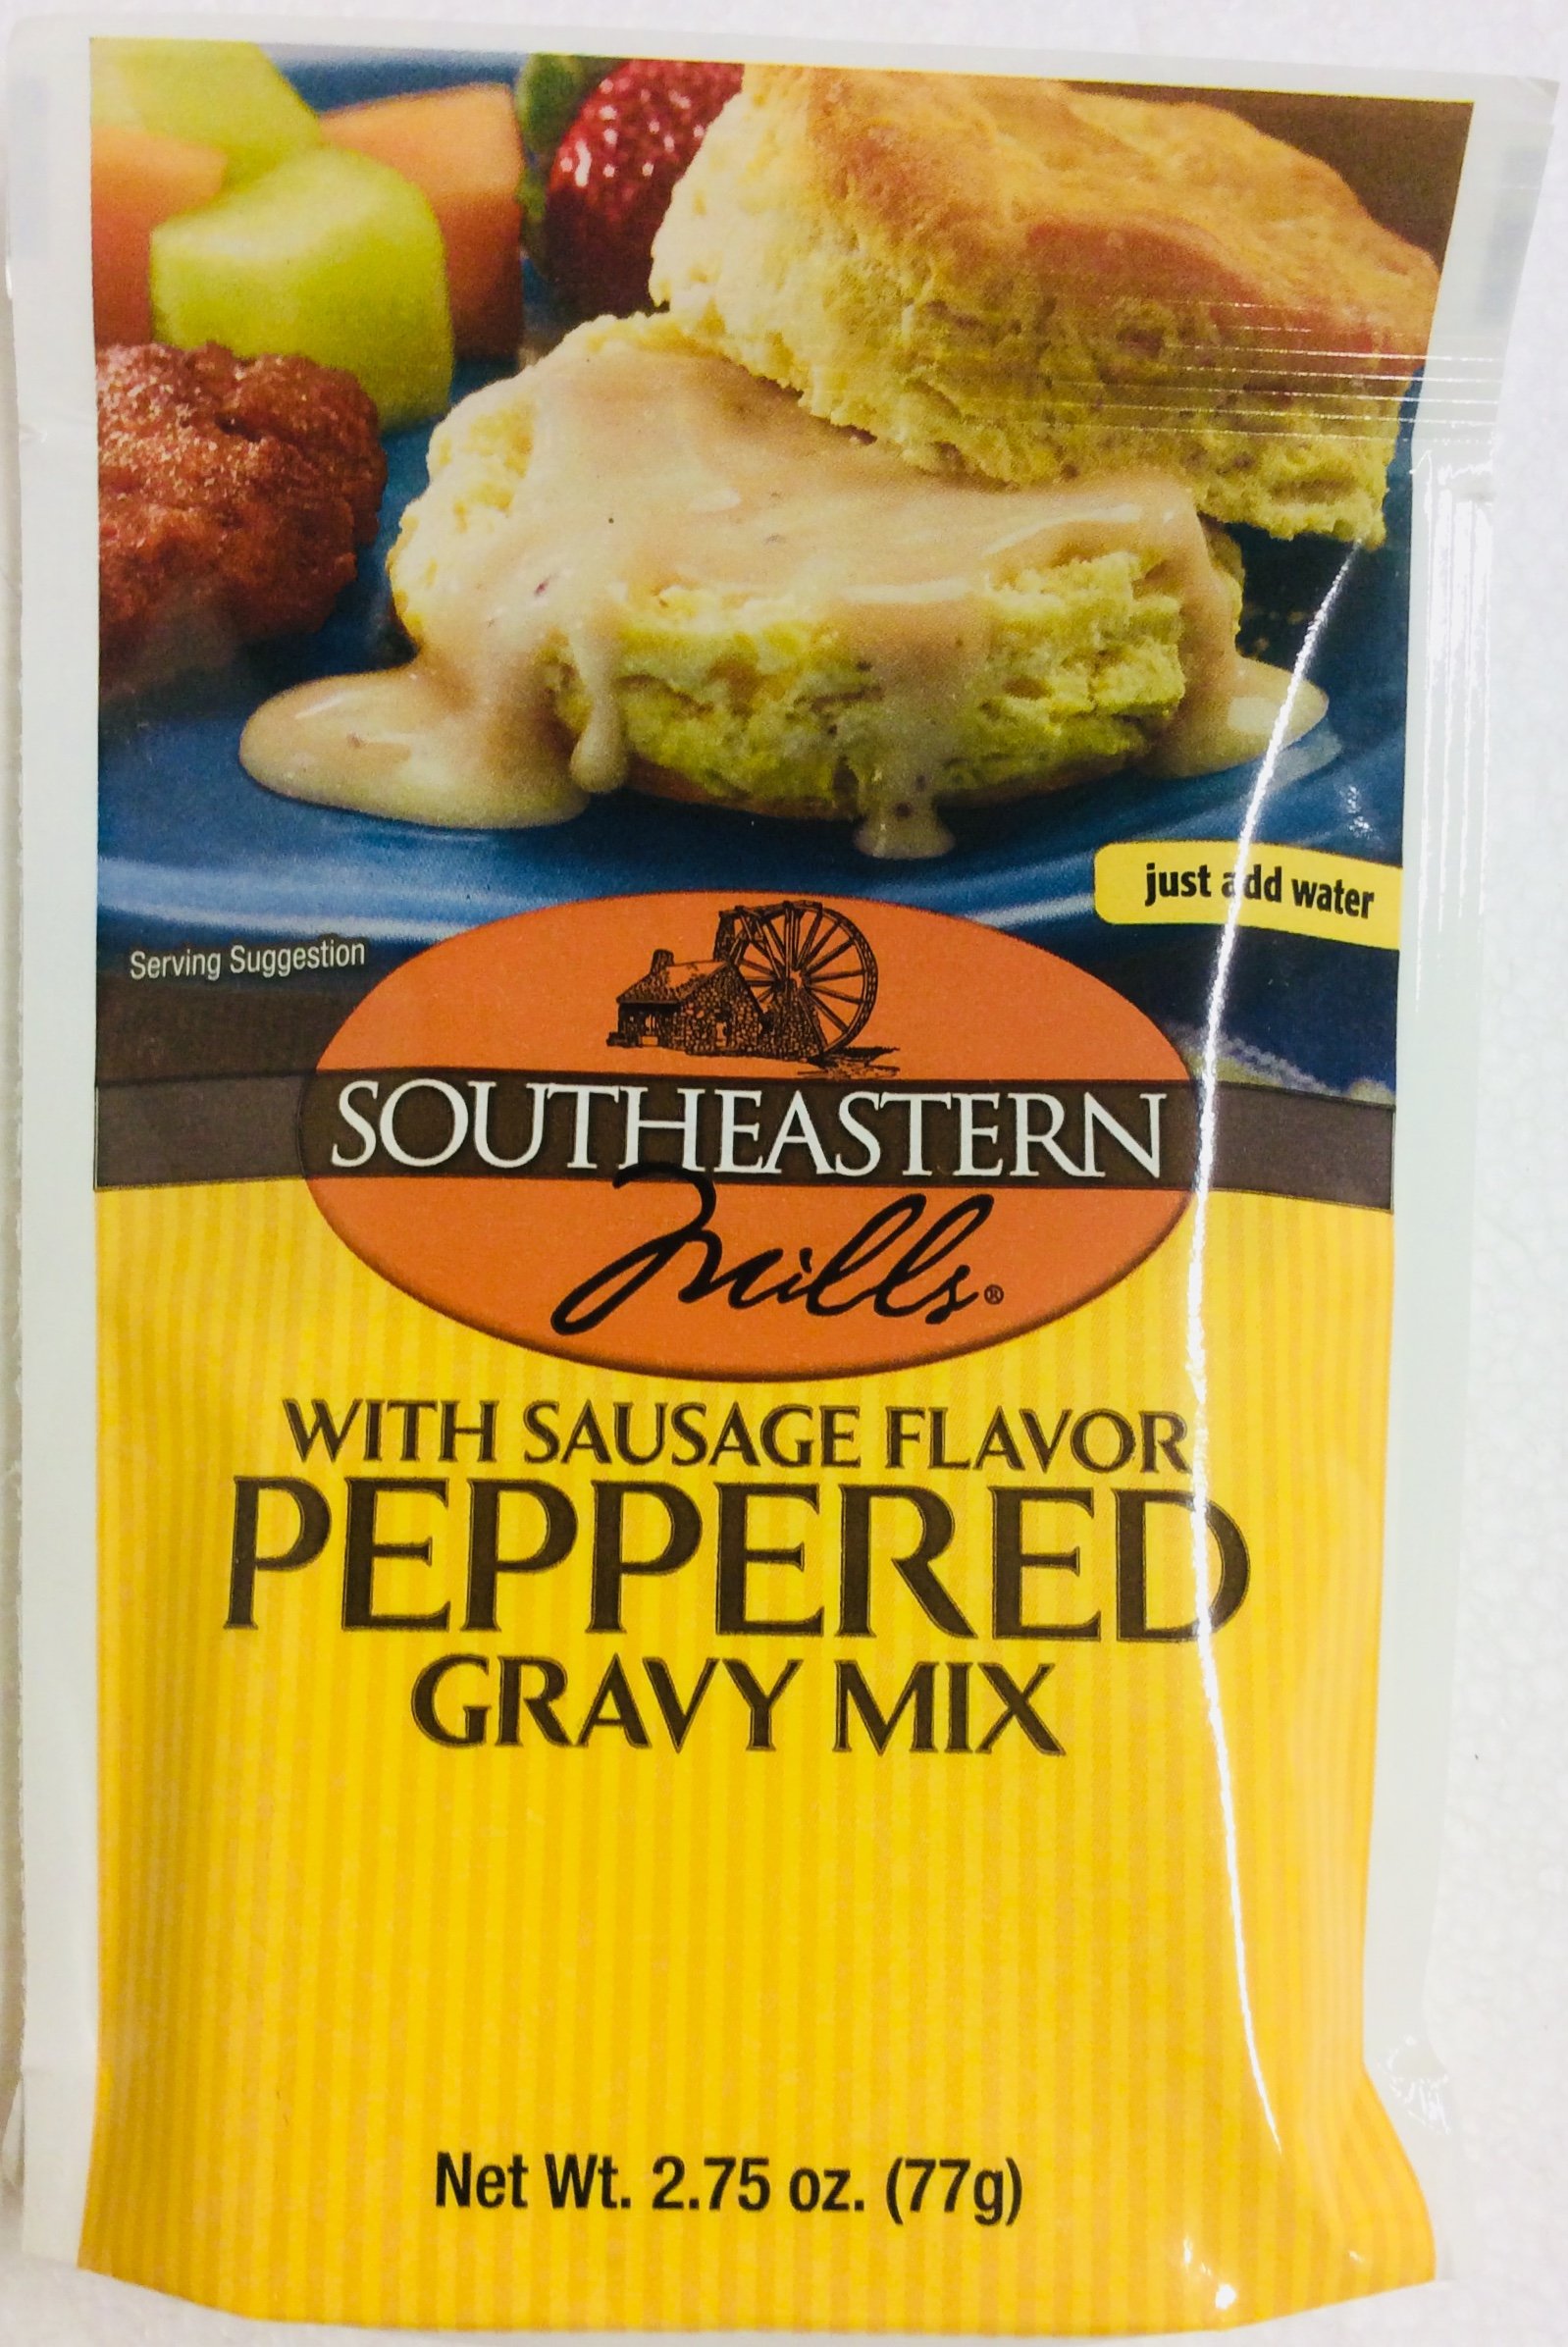 just add water
Serving Suggestion
SOUTHEASTERN
Mills®
WITH SAUSAGE FLAVOR
PEPPERED
GRAVY MIX
Net Wt. 2.75 oz. (77g)